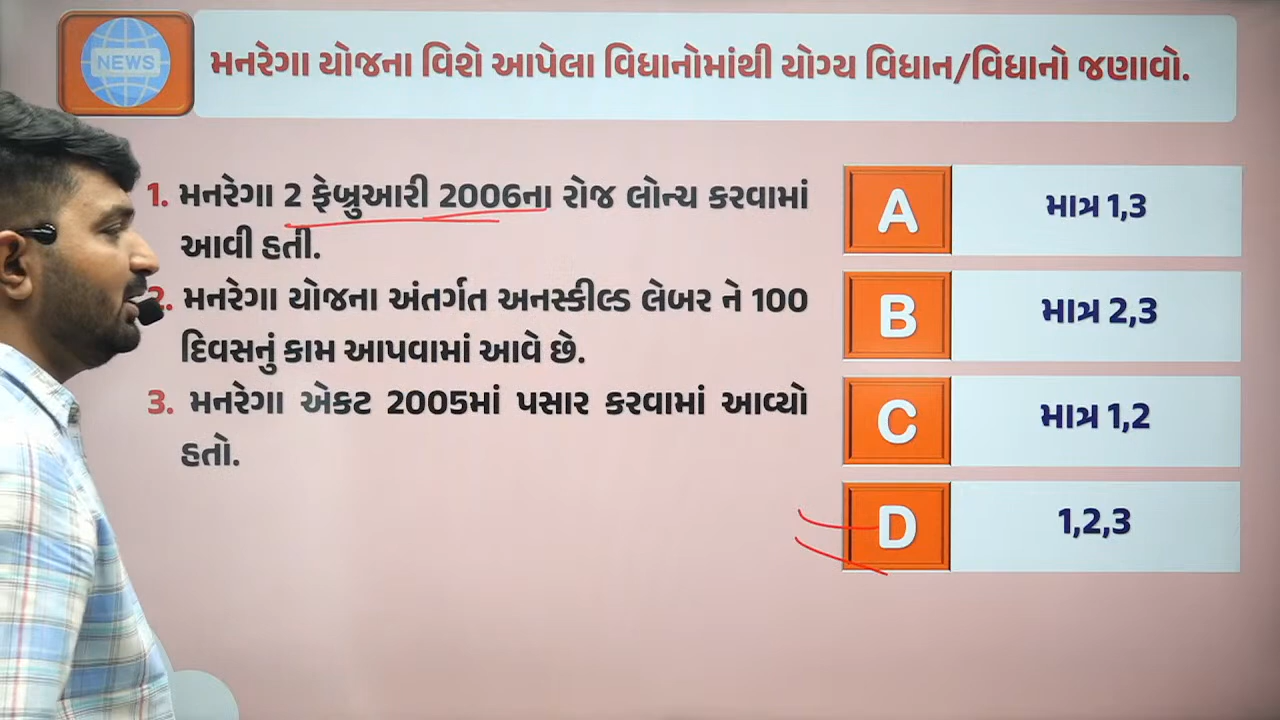 NEWS
મનરેગા યોજના વિશે આપેલા વિધાનોમાંથી યોગ્ય વિધાન/વિધાનો જણાવો.
1. મનરેગા 2 ફેબ્રુઆરી 2006ના રોજ લોન્ચ કરવામાં
આવી હતી.
2. મનરેગા યોજના અંતર્ગત અનસ્કીલ્ડ લેબર ને 100
દિવસનું કામ આપવામાં આવે છે.
3. મનરેગા એકટ 2005માં પસાર કરવામાં આવ્યો
હતો.
A માત્ર 1,3
B માત્ર 2,3
C માત્ર 1,2
D 1,2,3